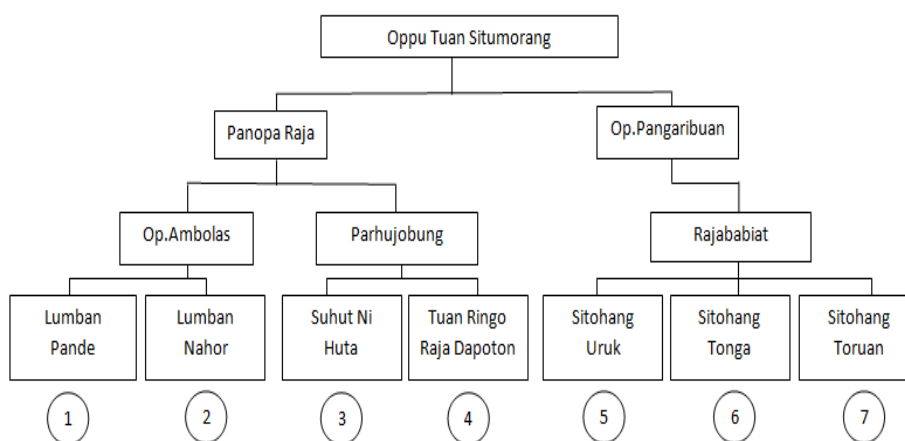 Oppu Tuan Situmorang
Panopa Raja
Op.Pangaribuan
Op.Ambolas
Parhujobung
Rajababiat
Lumban
Pande
Lumban
Nahor
Suhut Ni
Huta
Tuan Ringo
Raja Dapoton
Sitohang
Uruk
Sitohang
Tonga
Sitohang
Toruan
1
2
3
4
5
6
7